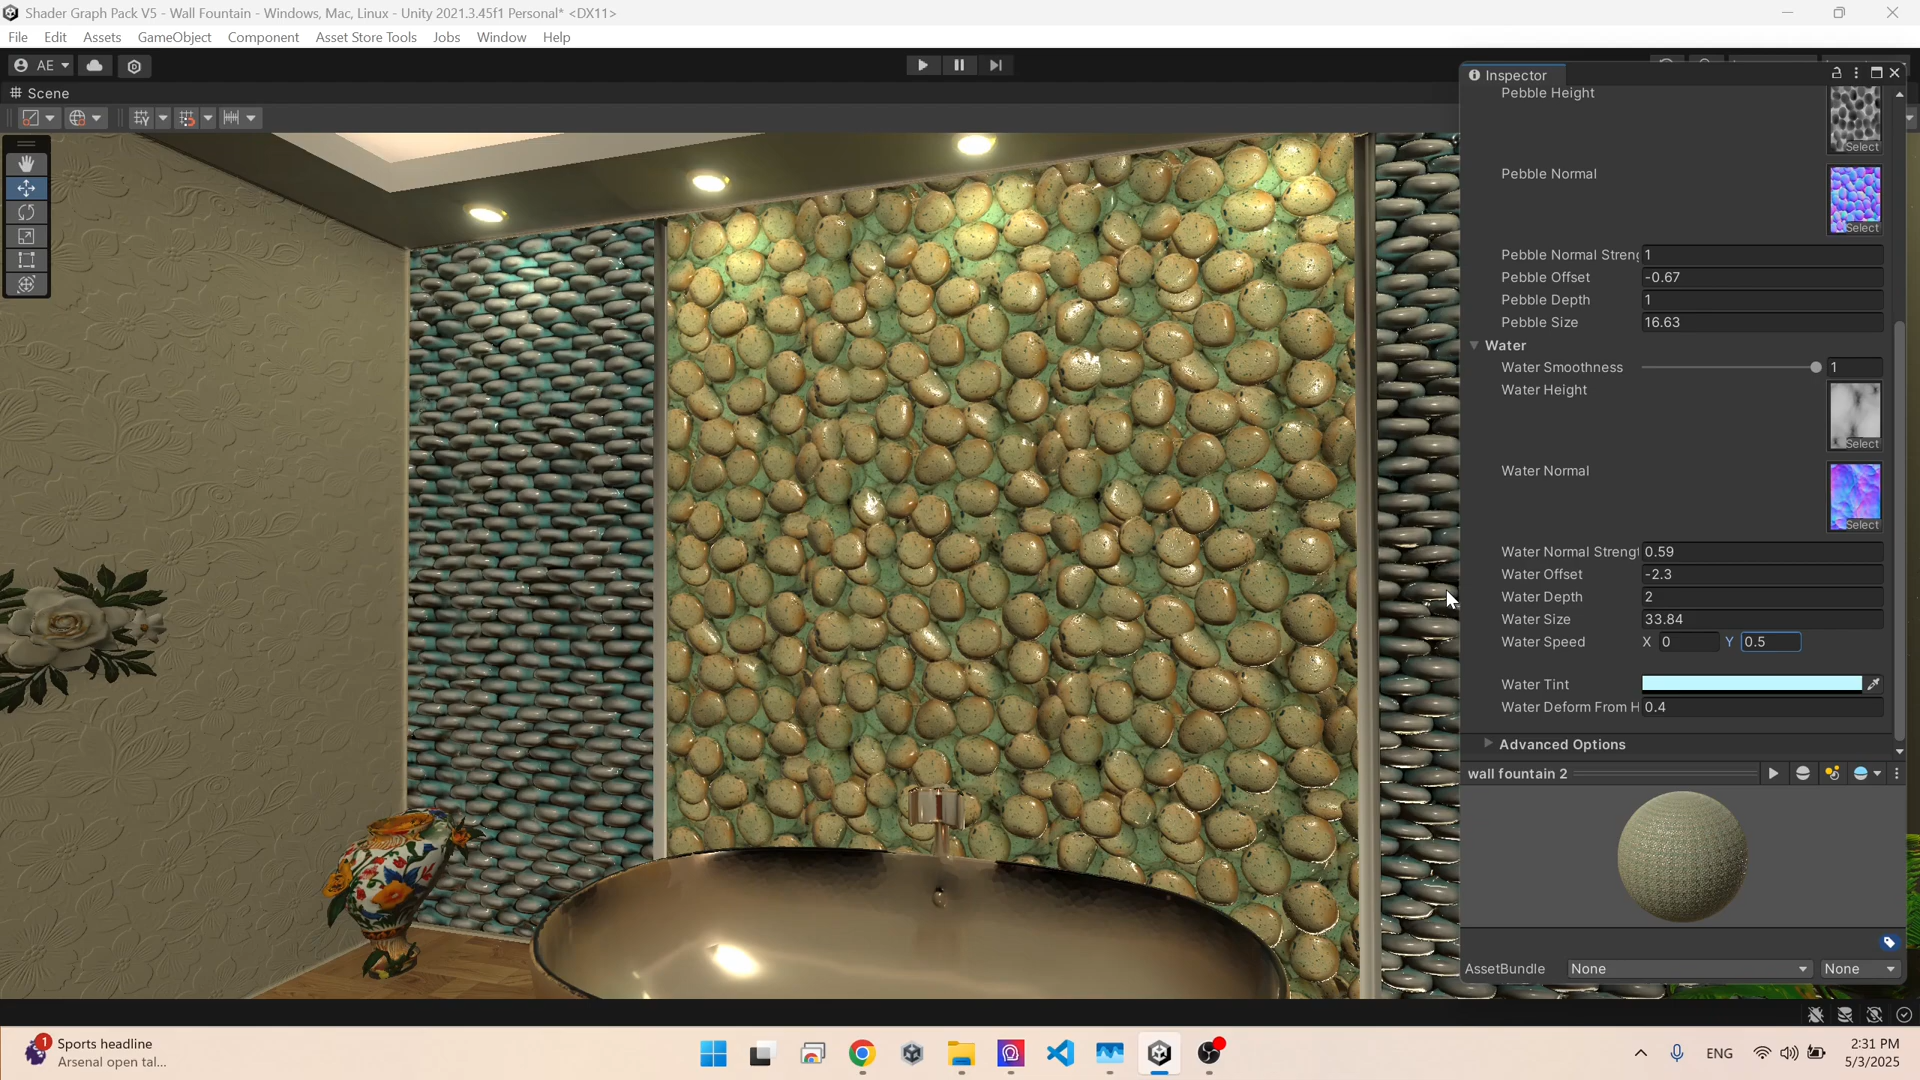 Shader Graph Pack V5 - Wall Fountain - Windows, Mac, Linux - Unity 2021.3.45f1 Personal* <DX11>
File Edit Assets GameObject Component Asset Store Tools Jobs Window Help
AE
Scene
Inspector
Pebble Height
Select
Pebble Normal
Select
Pebble Normal Streng 1
Pebble Offset -0.67
Pebble Depth 1
Pebble Size 16.63
Water
Water Smoothness 1
Water Height
Select
Water Normal
Select
Water Normal Strengt 0.59
Water Offset -2.3
Water Depth 2
Water Size 33.84
Water Speed X 0 Y 0.5
Water Tint
Water Deform From H 0.4
Advanced Options
wall fountain 2
AssetBundle None None
1 Sports headline
Arsenal open tal...
ENG
2:31 PM
5/3/2025